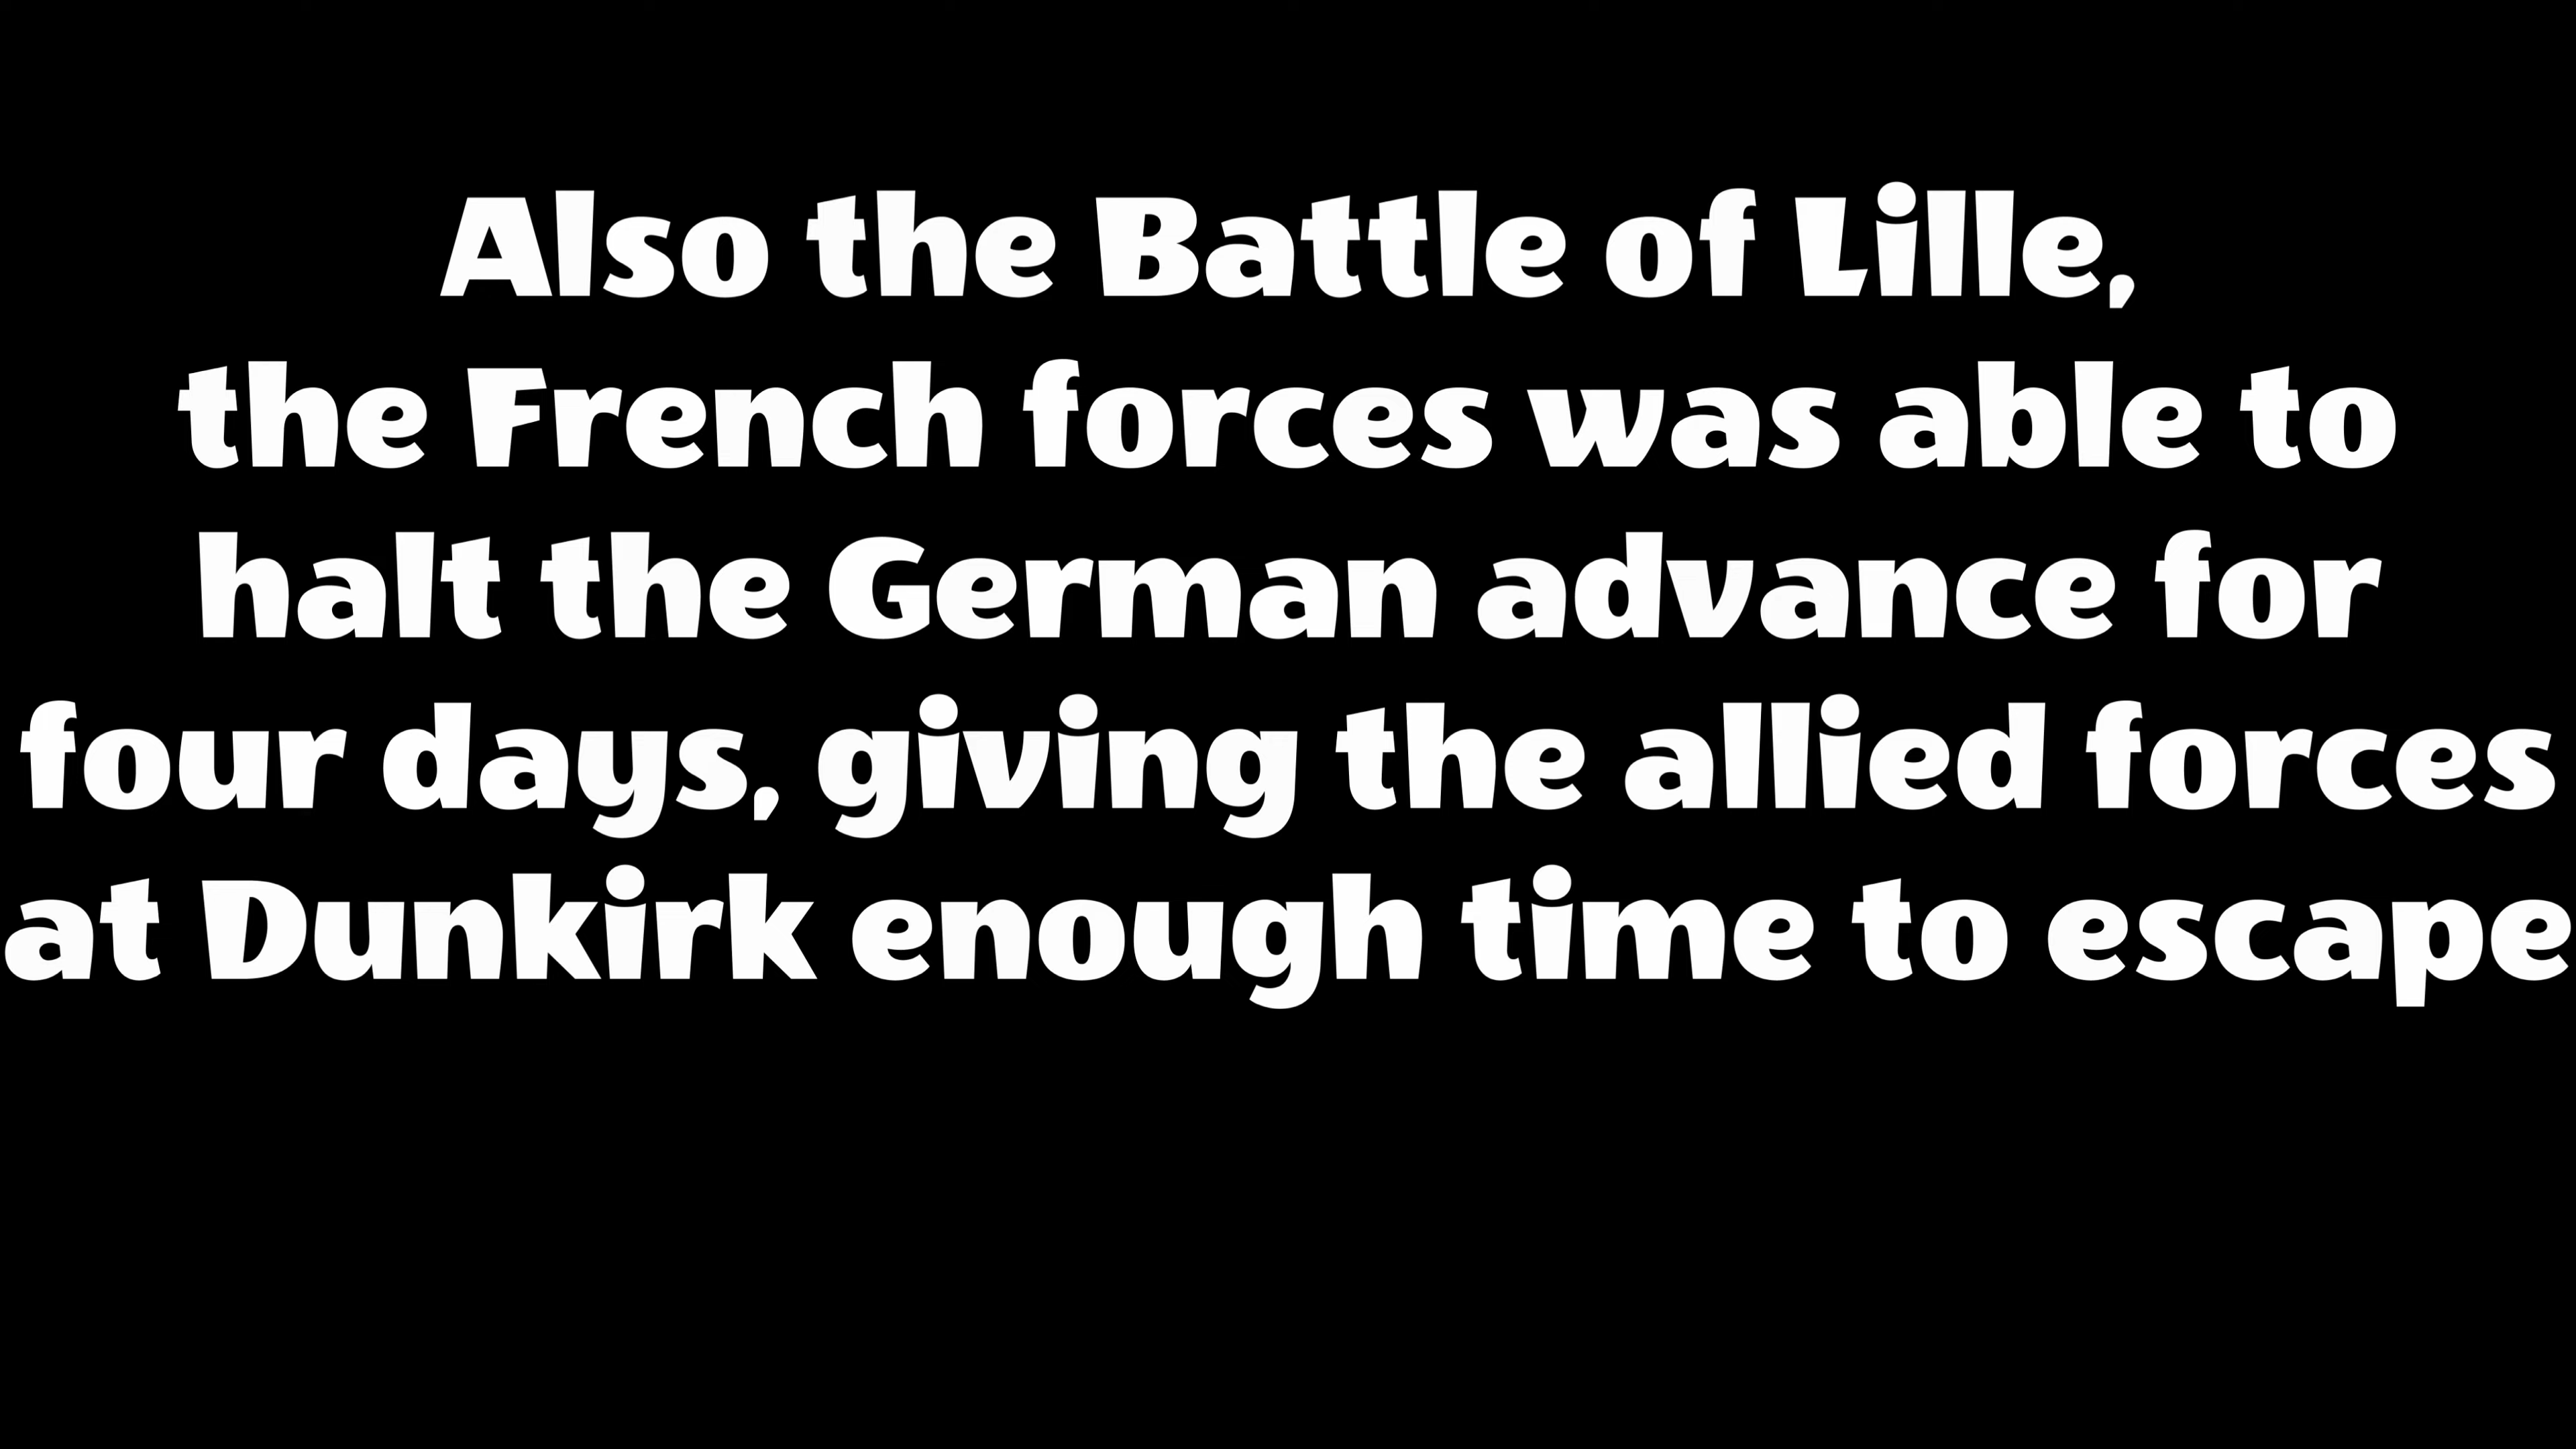 Also the Battle of Lille,
the French forces was able to
halt the German advance for
four days, giving the allied forces
at Dunkirk enough time to escape